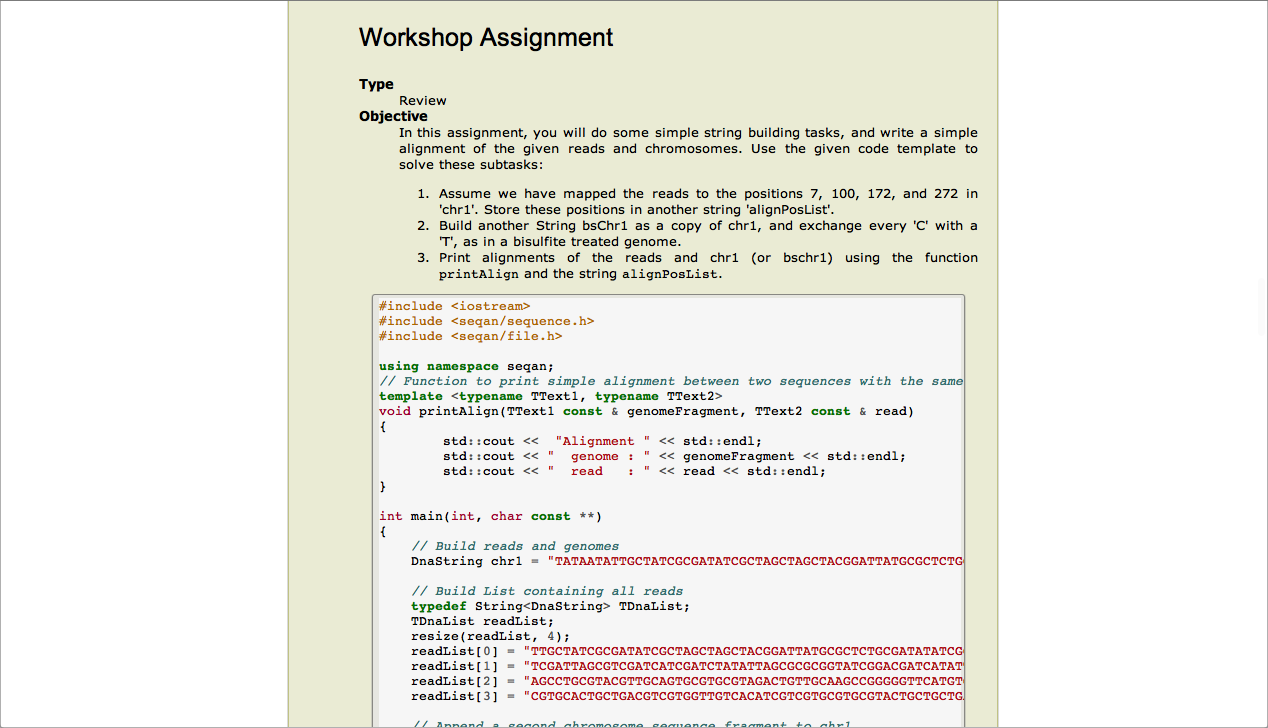 Workshop Assignment
Type
Review
Objective
In this assignment, you will do some simple string building tasks, and write a simple
alignment of the given reads and chromosomes. Use the given code template to
solve these subtasks:
1. Assume we have mapped the reads to the positions 7, 100, 172, and 272 in
'chr1'. Store these positions in another string 'alignPosList'.
2. Build another String bsChr1 as a copy of chr1, and exchange every 'C' with a
'T', as in a bisulfite treated genome.
3. Print alignments of the reads and chr1 (or bschr1) using the function
printAlign and the string alignPosList.
#include <iostream>
#include <seqan/sequence.h>
#include <seqan/file.h>
using namespace seqan;
// Function to print simple alignment between two sequences with the same
template <typename TText1, typename TText2>
void printAlign(TText1 const & genomeFragment, TText2 const & read)
{
std::cout <<  "Alignment " << std::endl;
std::cout << "  genome : " << genomeFragment << std::endl;
std::cout << "  read   : " << read << std::endl;
}
int main(int, char const **)
{
// Build reads and genomes
DnaString chr1 = "TATAATATTGCTATCGCGATATCGCTAGCTAGCTACGGATTATGCGCTCTG
// Build List containing all reads
typedef String<DnaString> TDnaList;
TDnaList readList;
resize(readList, 4);
readList[0] = "TTGCTATCGCGATATCGCTAGCTAGCTACGGATTATGCGCTCTGCGATATATCG
readList[1] = "TCGATTAGCGTCGATCATCGATCTATATTAGCGCGCGGTATCGGACGATCATAT
readList[2] = "AGCCTGCGTACGTTGCAGTGCGTGCGTAGACTGTTGCAAGCCGGGGGTTCATGT
readList[3] = "CGTGCACTGCTGACGTCGTGGTTGTCACATCGTCGTGCGTGCGTACTGCTGCTG
// Append a second chromosome sequence fragment to chr1